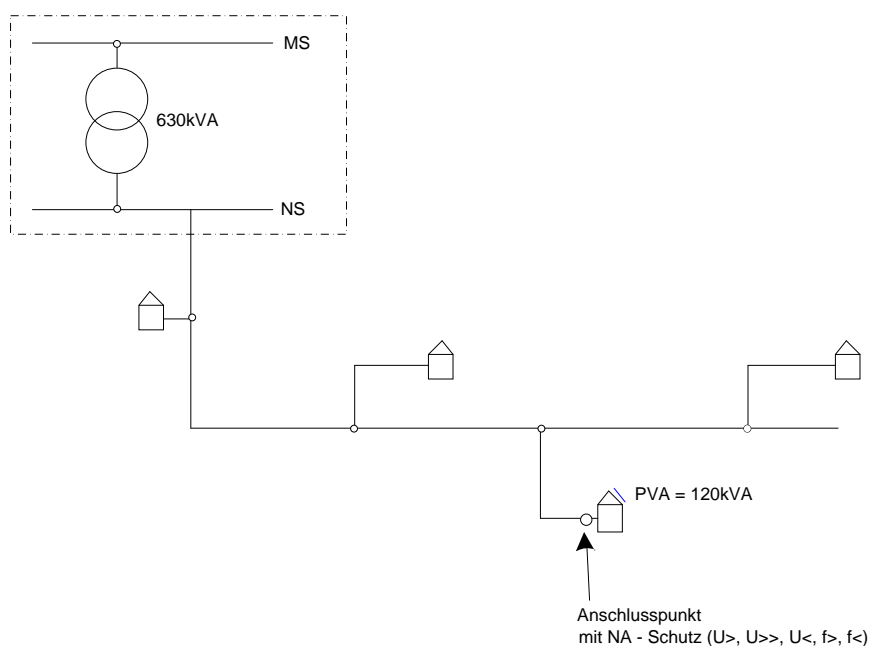 MS
630kVA
NS
PVA = 120kVA
Anschlusspunkt
mit NA - Schutz (U>, U>>, U<, f>, f<)